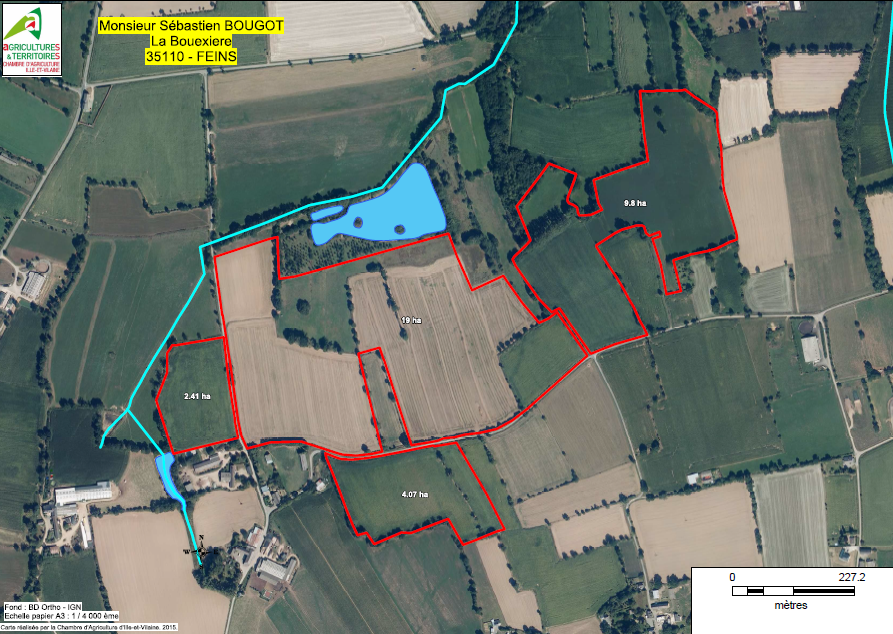 Monsieur Sébastien BOUGOT
La Bouexiere
35110 - FEINS
AGRICULTURES
& TERRITOIRES
CHAMBRE D'AGRICULTURE
ILLE-ET-VILAINE
9.8 ha
19 ha
2.41 ha
4.07 ha
N
W
Fond : BD Ortho - IGN
Echelle papier A3 : 1 / 4 000 ème
Carte réalisée par la Chambre d'Agriculture d'Ille-et-Vilaine. 2015.
0 227.2
mètres